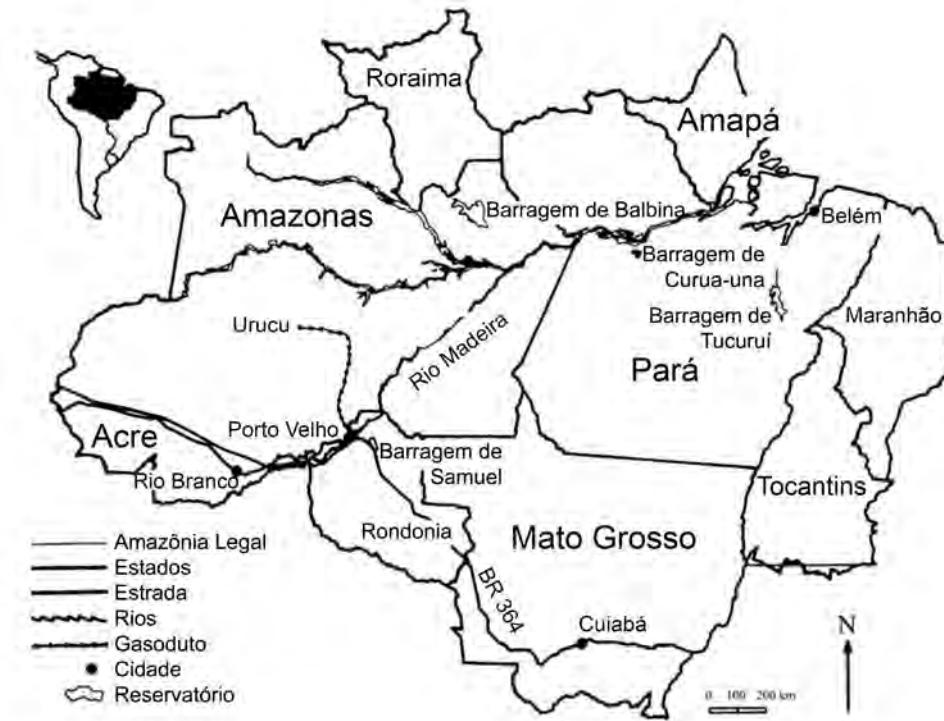 Roraima
Amapá
Amazonas
Barragem de Balbina
Belém
Barragem de
Curua-una
Urucu
Rio Madeira
Barragem de
Tucuruí
Maranhão
Pará
Acre
Porto Velho
Barragem de
Samuel
Rio Branco
Tocantins
Rondonia
Mato Grosso
BR 364
Cuiabá
Amazônia Legal
Estados
Estrada
Rios
Gasoduto
Cidade
Reservatório
N
0 100 200 km